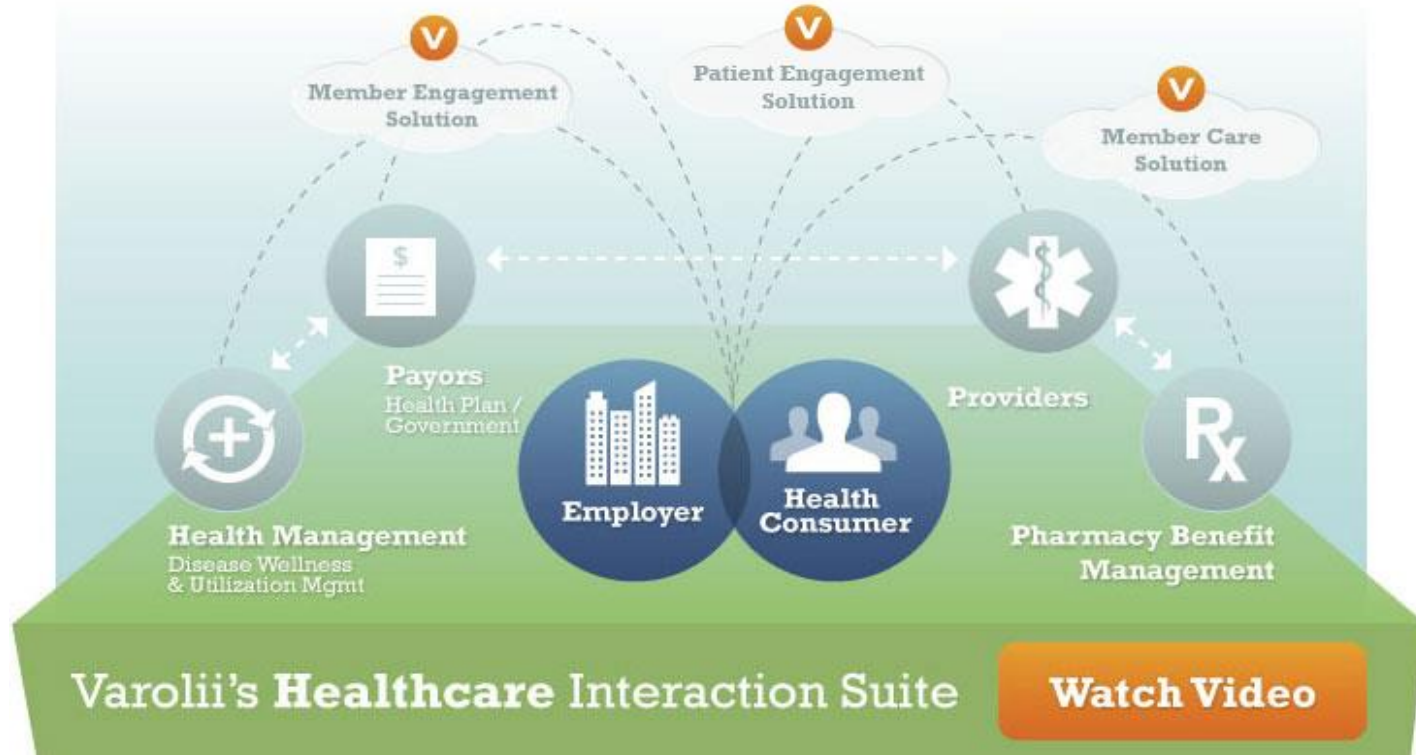 V
Member Engagement
Solution
V
Patient Engagement
Solution
V
Member Care
Solution
$
Payors
Health Plan /
Government
Providers
Employer
Health
Consumer
Rx
Health Management
Disease Wellness
& Utilization Mgmt
Pharmacy Benefit
Management
Varolii's Healthcare Interaction Suite
Watch Video